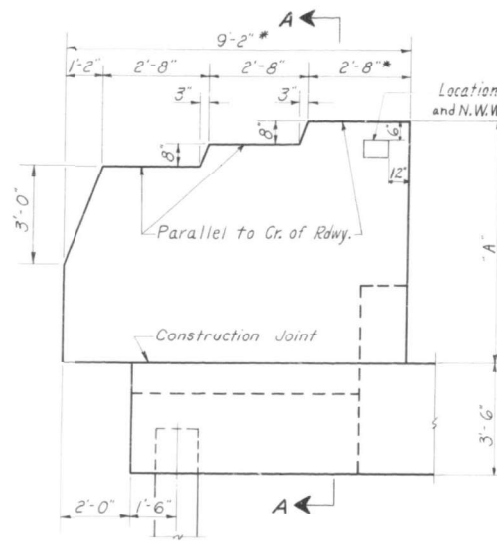 A
9'-2" *
1'-2" 2'-8" 2'-8" 2'-8" *
3" 3"
Location
and N.W.W
8" 8" 6"
12"
3'-0"
Parallel to Cr. of Rdwy.
"A"
Construction Joint
3'-6"
2'-0" 1'-6" A